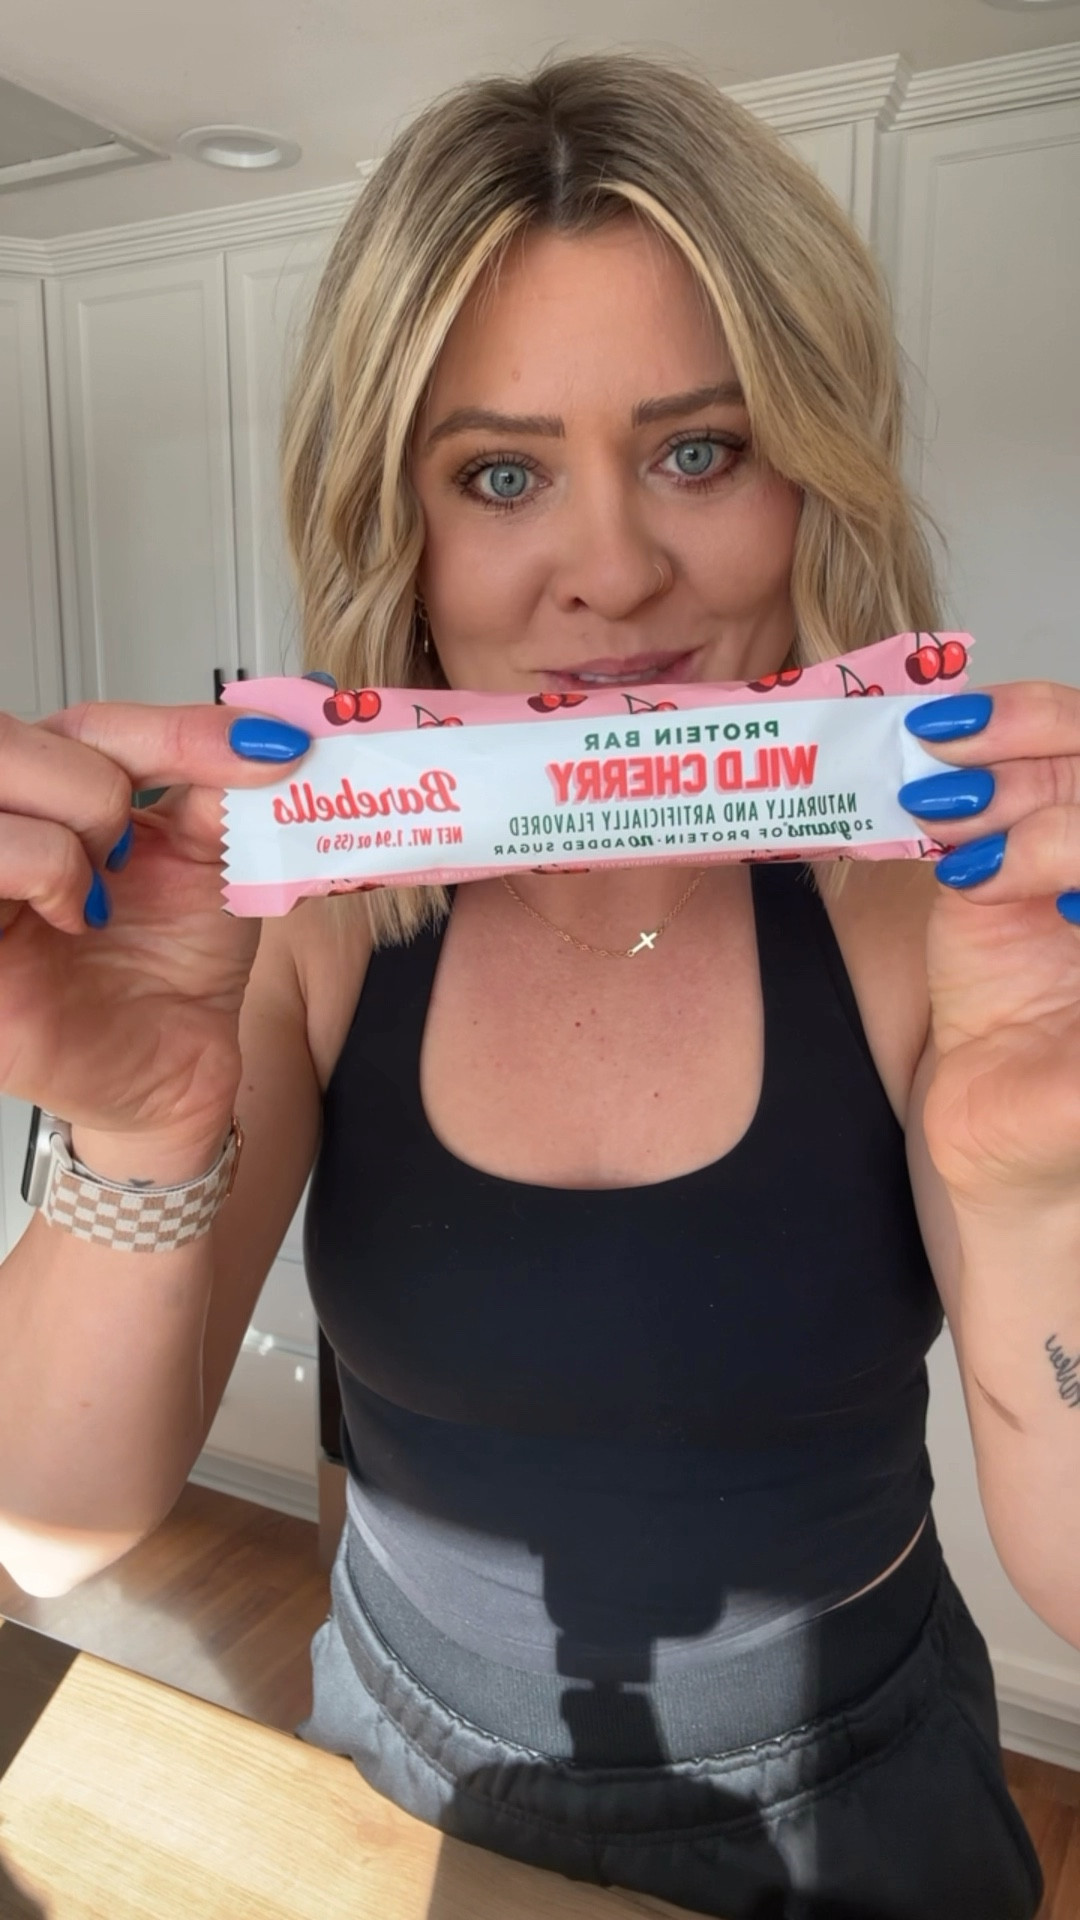 PROTEIN BAR
WILD CHERRY
NATURALLY AND ARTIFICIALLY FLAVORED
20 grams OF PROTEIN · no ADDED SUGAR
Barebells
NET WT. 1.94 oz (55 g)